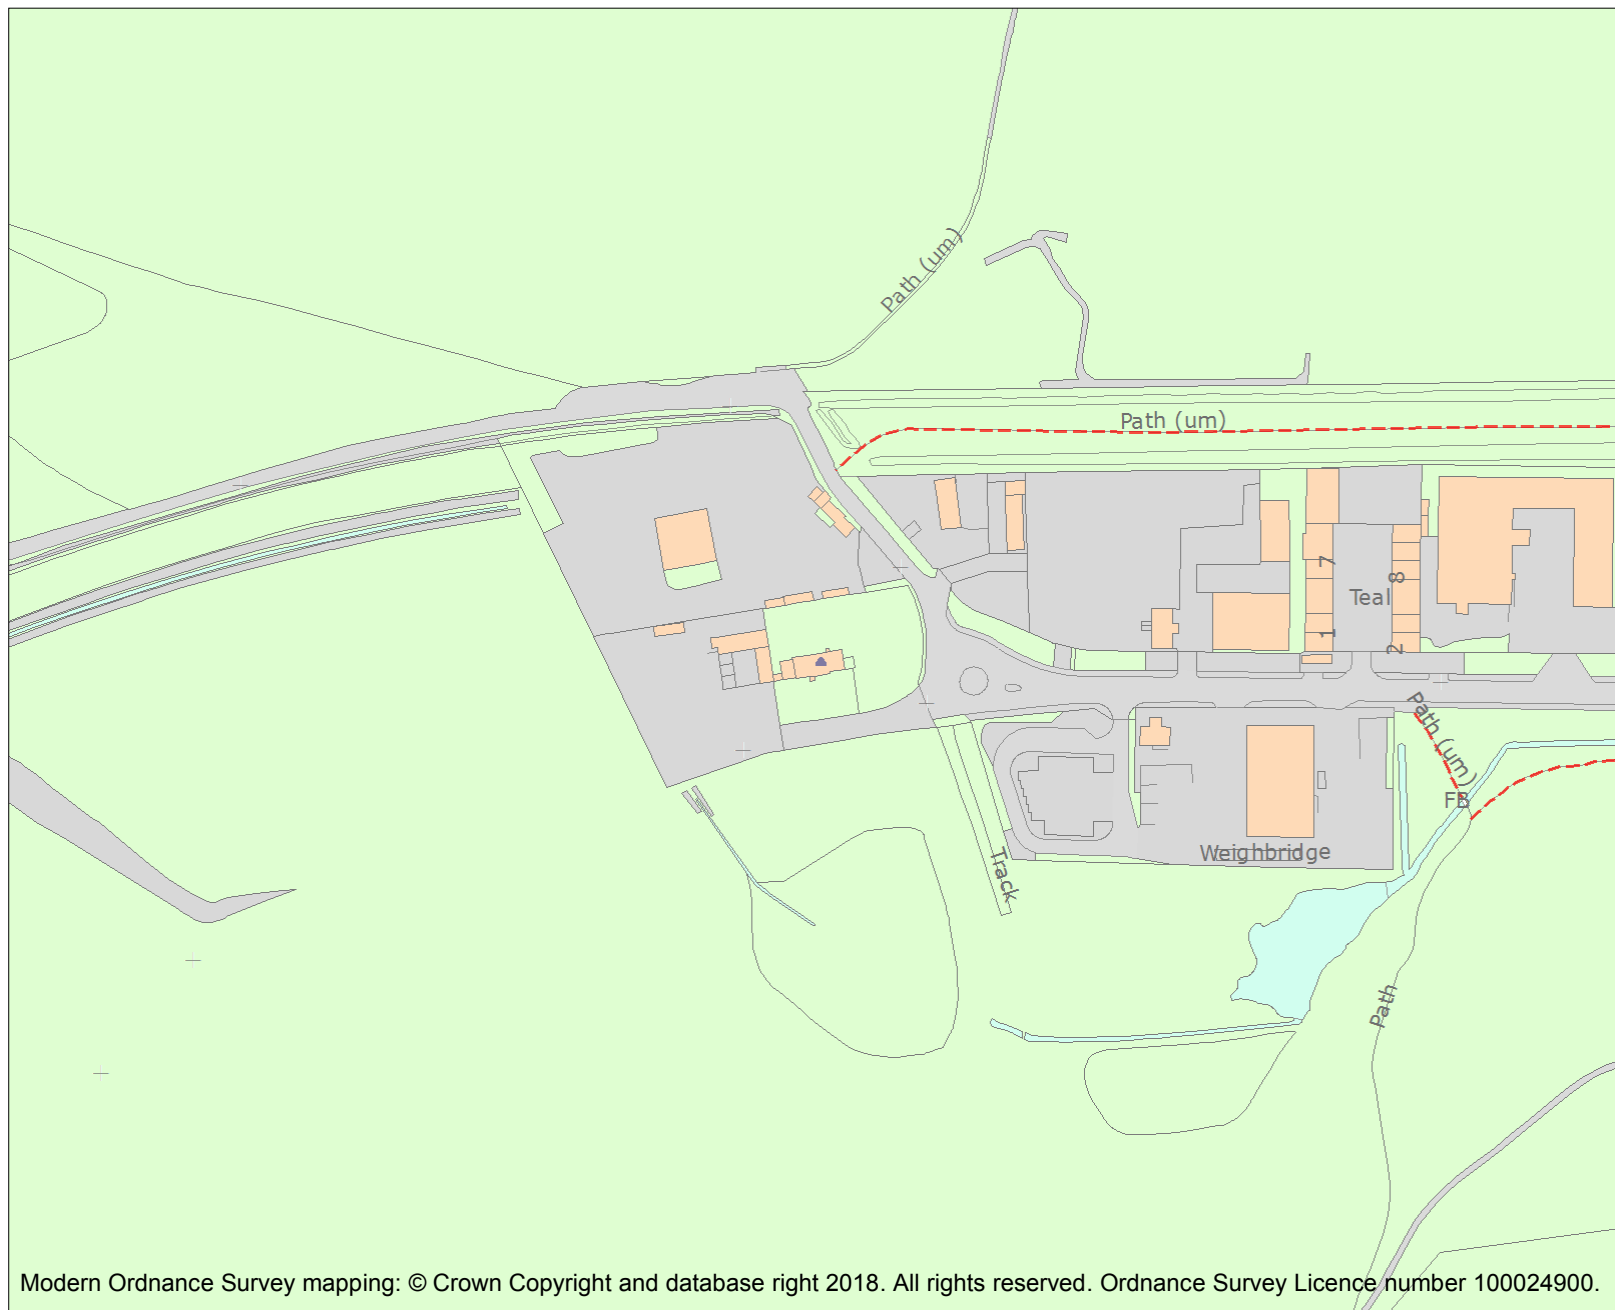 Path (um)
Path (um)
7
8
Teal
1
2
Path (um)
FB
Weighbridge
Track
Path
Modern Ordnance Survey mapping: © Crown Copyright and database right 2018. All rights reserved. Ordnance Survey Licence number 100024900.